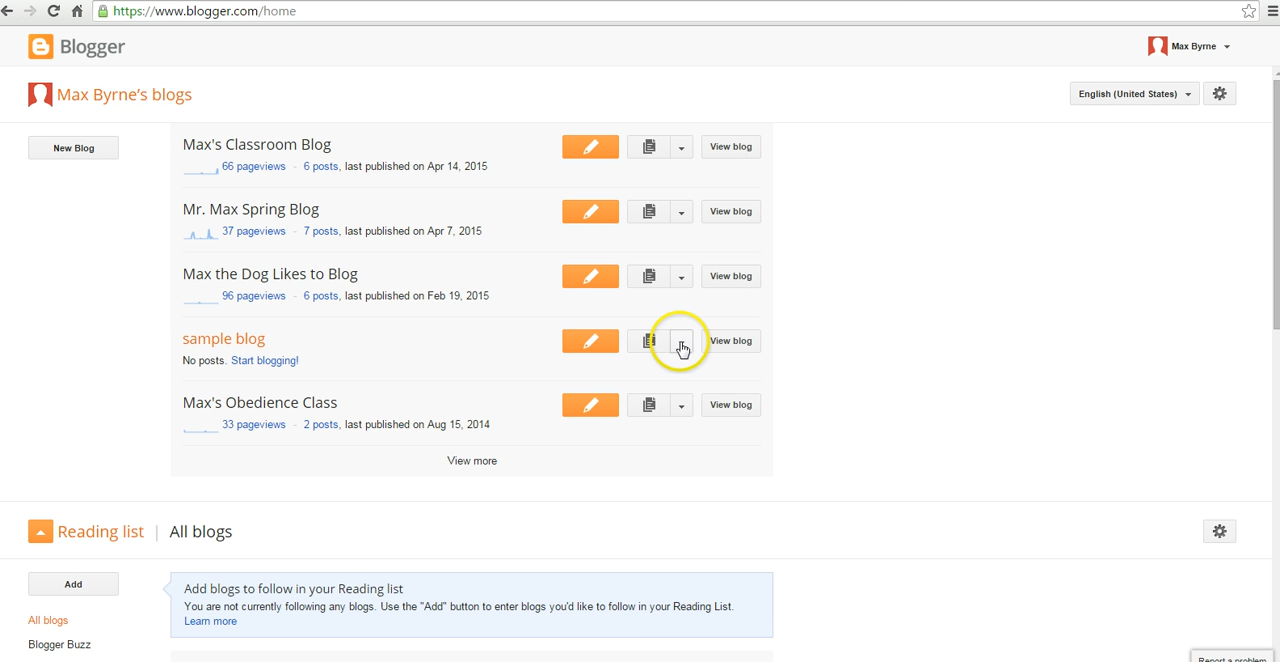 https://www.blogger.com/home
Blogger
Max Byrne
Max Byrne's blogs
English (United States)
New Blog
Max's Classroom Blog
View blog
66 pageviews - 6 posts, last published on Apr 14, 2015
Mr. Max Spring Blog
View blog
37 pageviews - 7 posts, last published on Apr 7, 2015
Max the Dog Likes to Blog
View blog
96 pageviews - 6 posts, last published on Feb 19, 2015
sample blog
View blog
No posts. Start blogging!
Max's Obedience Class
View blog
33 pageviews - 2 posts, last published on Aug 15, 2014
View more
Reading list | All blogs
Add
Add blogs to follow in your Reading list
You are not currently following any blogs. Use the "Add" button to enter blogs you'd like to follow in your Reading List.
Learn more
All blogs
Blogger Buzz
Report a problem